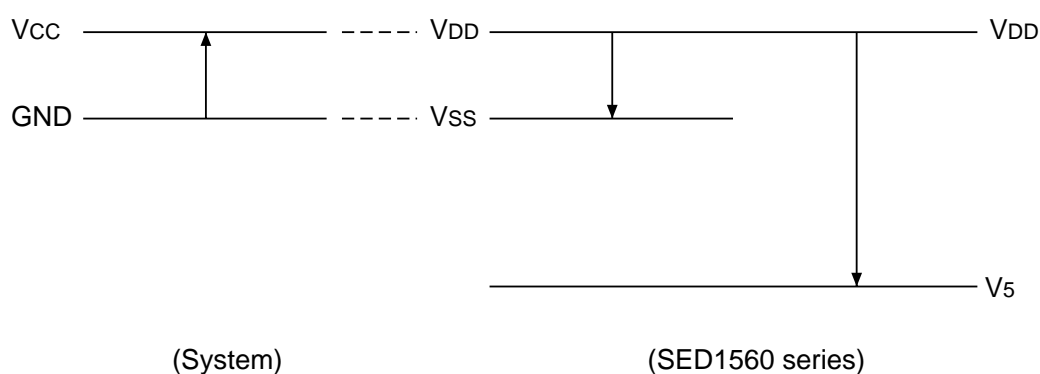 VCC VDD VDD
GND VSS
V5
(System) (SED1560 series)